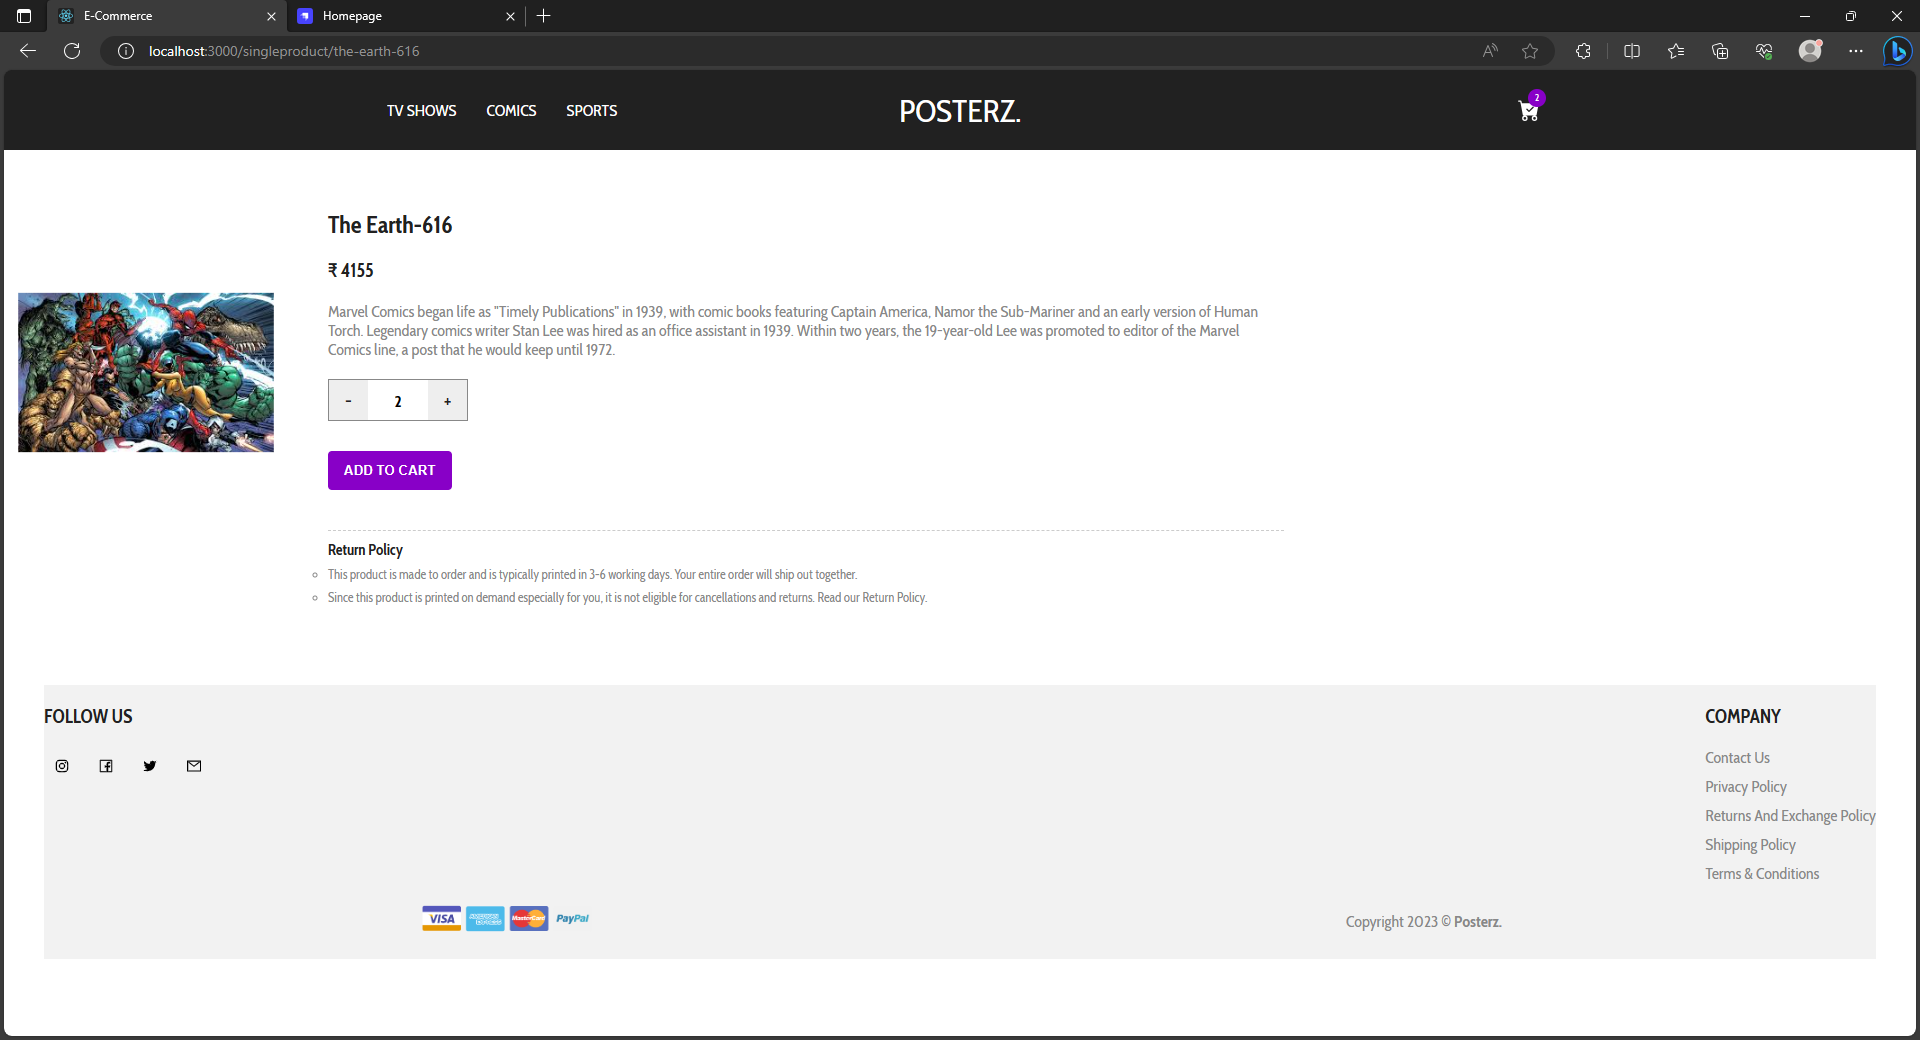 E-Commerce
Homepage
localhost:3000/singleproduct/the-earth-616
TV SHOWS COMICS SPORTS
POSTERZ.
2
The Earth-616
₹ 4155
Marvel Comics began life as "Timely Publications" in 1939, with comic books featuring Captain America, Namor the Sub-Mariner and an early version of Human
Torch. Legendary comics writer Stan Lee was hired as an office assistant in 1939. Within two years, the 19-year-old Lee was promoted to editor of the Marvel
Comics line, a post that he would keep until 1972.
- 2 +
ADD TO CART
Return Policy
This product is made to order and is typically printed in 3-6 working days. Your entire order will ship out together.
Since this product is printed on demand especially for you, it is not eligible for cancellations and returns. Read our Return Policy.
FOLLOW US
COMPANY
Contact Us
Privacy Policy
Returns And Exchange Policy
Shipping Policy
Terms & Conditions
VISA AMERICAN EXPRESS MasterCard PayPal
Copyright 2023 © Posterz.